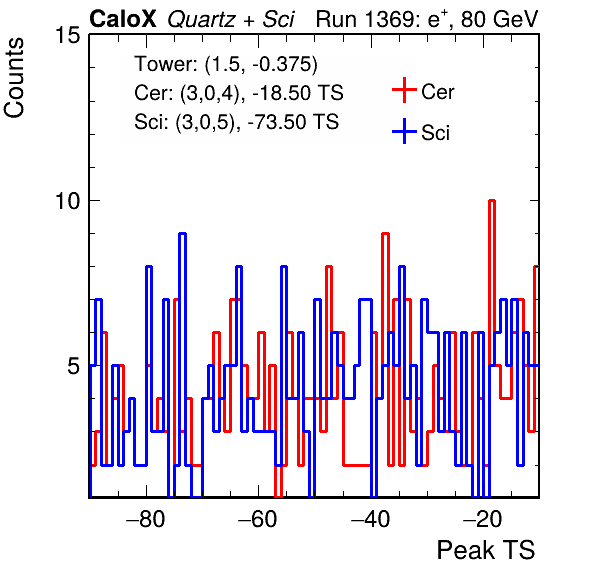 CaloX Quartz + Sci Run 1369: e+, 80 GeV
Counts
15
10
5
Tower: (1.5, -0.375)
Cer: (3,0,4), -18.50 TS
Sci: (3,0,5), -73.50 TS
Cer
Sci
−80 −60 −40 −20
Peak TS